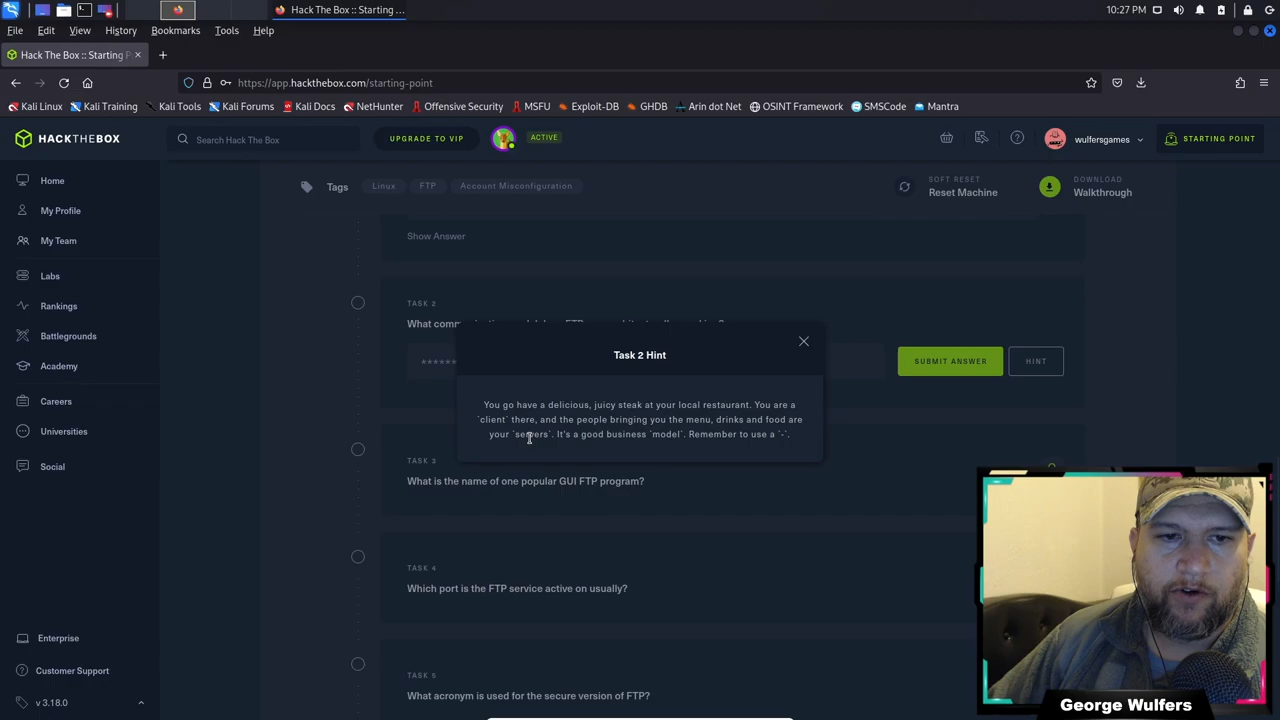 Hack The Box :: Starting ...
10:27 PM
File Edit View History Bookmarks Tools Help
Hack The Box :: Starting P
https://app.hackthebox.com/starting-point
Kali Linux Kali Training Kali Tools Kali Forums Kali Docs NetHunter Offensive Security MSFU Exploit-DB GHDB Arin dot Net OSINT Framework SMSCode Mantra
HACKTHEBOX
Search Hack The Box
UPGRADE TO VIP
ACTIVE
wulfersgames
STARTING POINT
Home
My Profile
My Team
Labs
Rankings
Battlegrounds
Academy
Careers
Universities
Social
Enterprise
Customer Support
v 3.18.0
Tags Linux FTP Account Misconfiguration
SOFT RESET
Reset Machine
DOWNLOAD
Walkthrough
Show Answer
TASK 2
What com
*****
SUBMIT ANSWER
HINT
Task 2 Hint
You go have a delicious, juicy steak at your local restaurant. You are a
`client` there, and the people bringing you the menu, drinks and food are
your `servers`. It's a good business `model`. Remember to use a `-`.
TASK 3
What is the name of one popular GUI FTP program?
TASK 4
Which port is the FTP service active on usually?
TASK 5
What acronym is used for the secure version of FTP?
George Wulfers